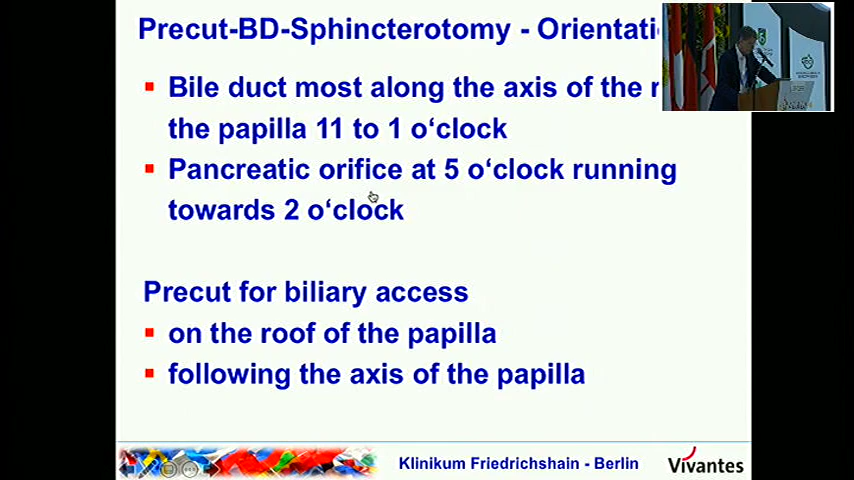 Precut-BD-Sphincterotomy - Orientati
Bile duct most along the axis of the
the papilla 11 to 1 o‘clock
Pancreatic orifice at 5 o‘clock running
towards 2 o‘clock
Precut for biliary access
on the roof of the papilla
following the axis of the papilla
Klinikum Friedrichshain - Berlin
Vivantes